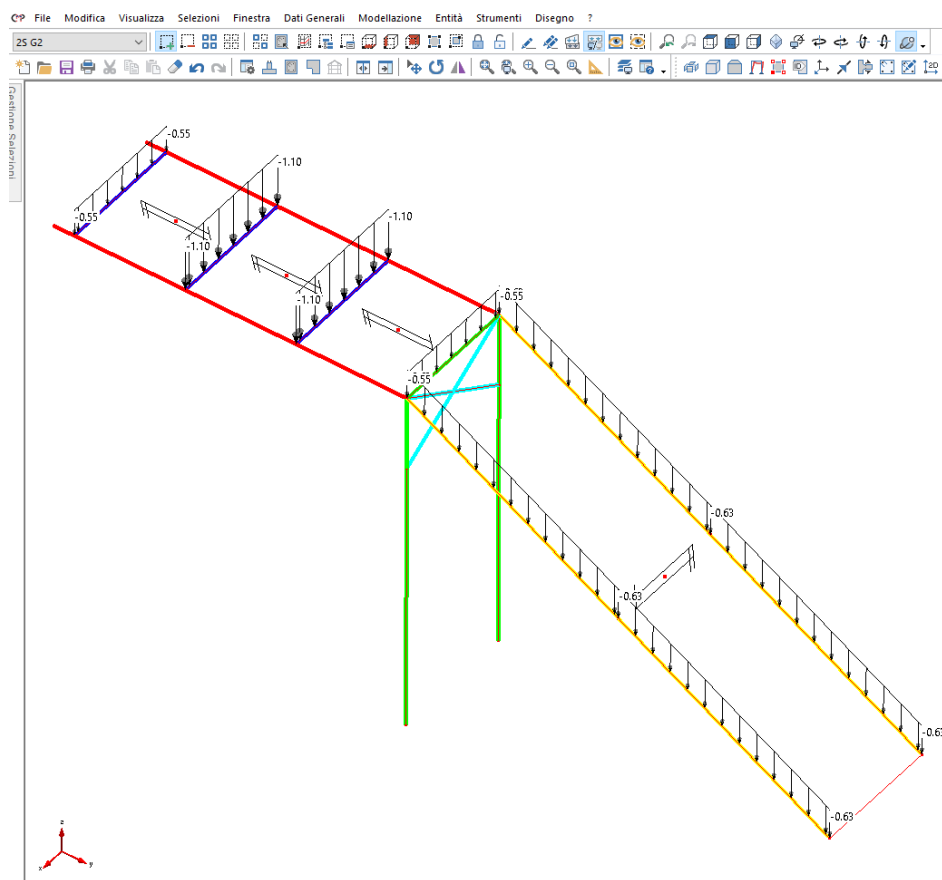 File Modifica Visualizza Selezioni Finestra Dati Generali Modellazione Entità Strumenti Disegno ?
2S G2
Gestione Selezioni
-0.55
-1.10
-0.55
-1.10
-1.10
-0.55
-1.10
-0.55
-0.63
-0.63
-0.63
-0.63
z
x
y